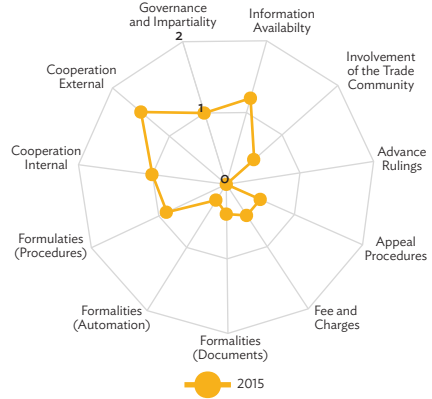 Governance
and Impartiality
2
Information
Availabilty
Involvement
of the Trade
Community
Cooperation
External
1
Cooperation
Internal
Advance
Rulings
0
Formulaties
(Procedures)
Appeal
Procedures
Formalities
(Automation)
Fee and
Charges
Formalities
(Documents)
2015